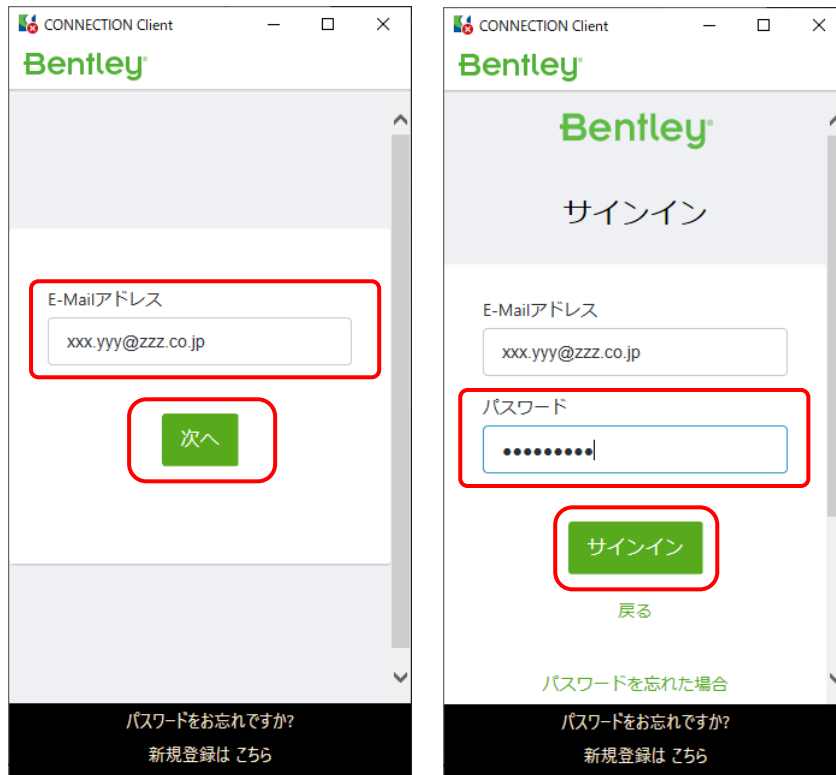 CONNECTION Client
Bentley
E-Mailアドレス
xxx.yyy@zzz.co.jp
次へ
パスワードをお忘れですか?
新規登録は こちら
CONNECTION Client
Bentley
Bentley
サインイン
E-Mailアドレス
xxx.yyy@zzz.co.jp
パスワード
•••••••••
サインイン
戻る
パスワードを忘れた場合
パスワードをお忘れですか?
新規登録は こちら